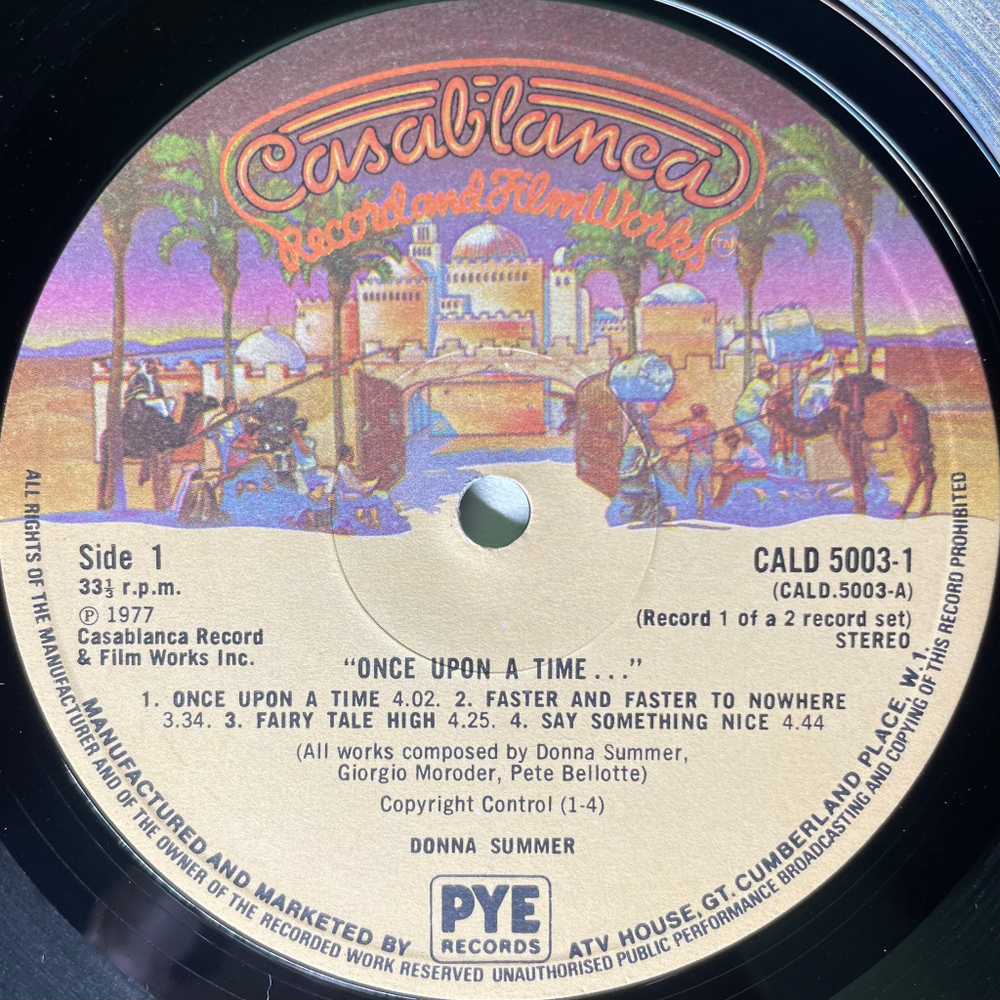 Casablanca
Record and FilmWorks
TM
Side 1
33⅓ r.p.m.
Ⓟ 1977
Casablanca Record
& Film Works Inc.
CALD 5003-1
(CALD.5003-A)
(Record 1 of a 2 record set)
STEREO
"ONCE UPON A TIME..."
1. ONCE UPON A TIME 4.02. 2. FASTER AND FASTER TO NOWHERE
3.34. 3. FAIRY TALE HIGH 4.25. 4. SAY SOMETHING NICE 4.44
(All works composed by Donna Summer,
Giorgio Moroder, Pete Bellotte)
Copyright Control (1-4)
DONNA SUMMER
PYE
RECORDS
MANUFACTURED AND MARKETED BY
ATV HOUSE, GT. CUMBERLAND PLACE, W.1.
ALL RIGHTS OF THE MANUFACTURER AND OF THE OWNER OF THE RECORDED WORK RESERVED UNAUTHORISED PUBLIC PERFORMANCE BROADCASTING AND COPYING OF THIS RECORD PROHIBITED